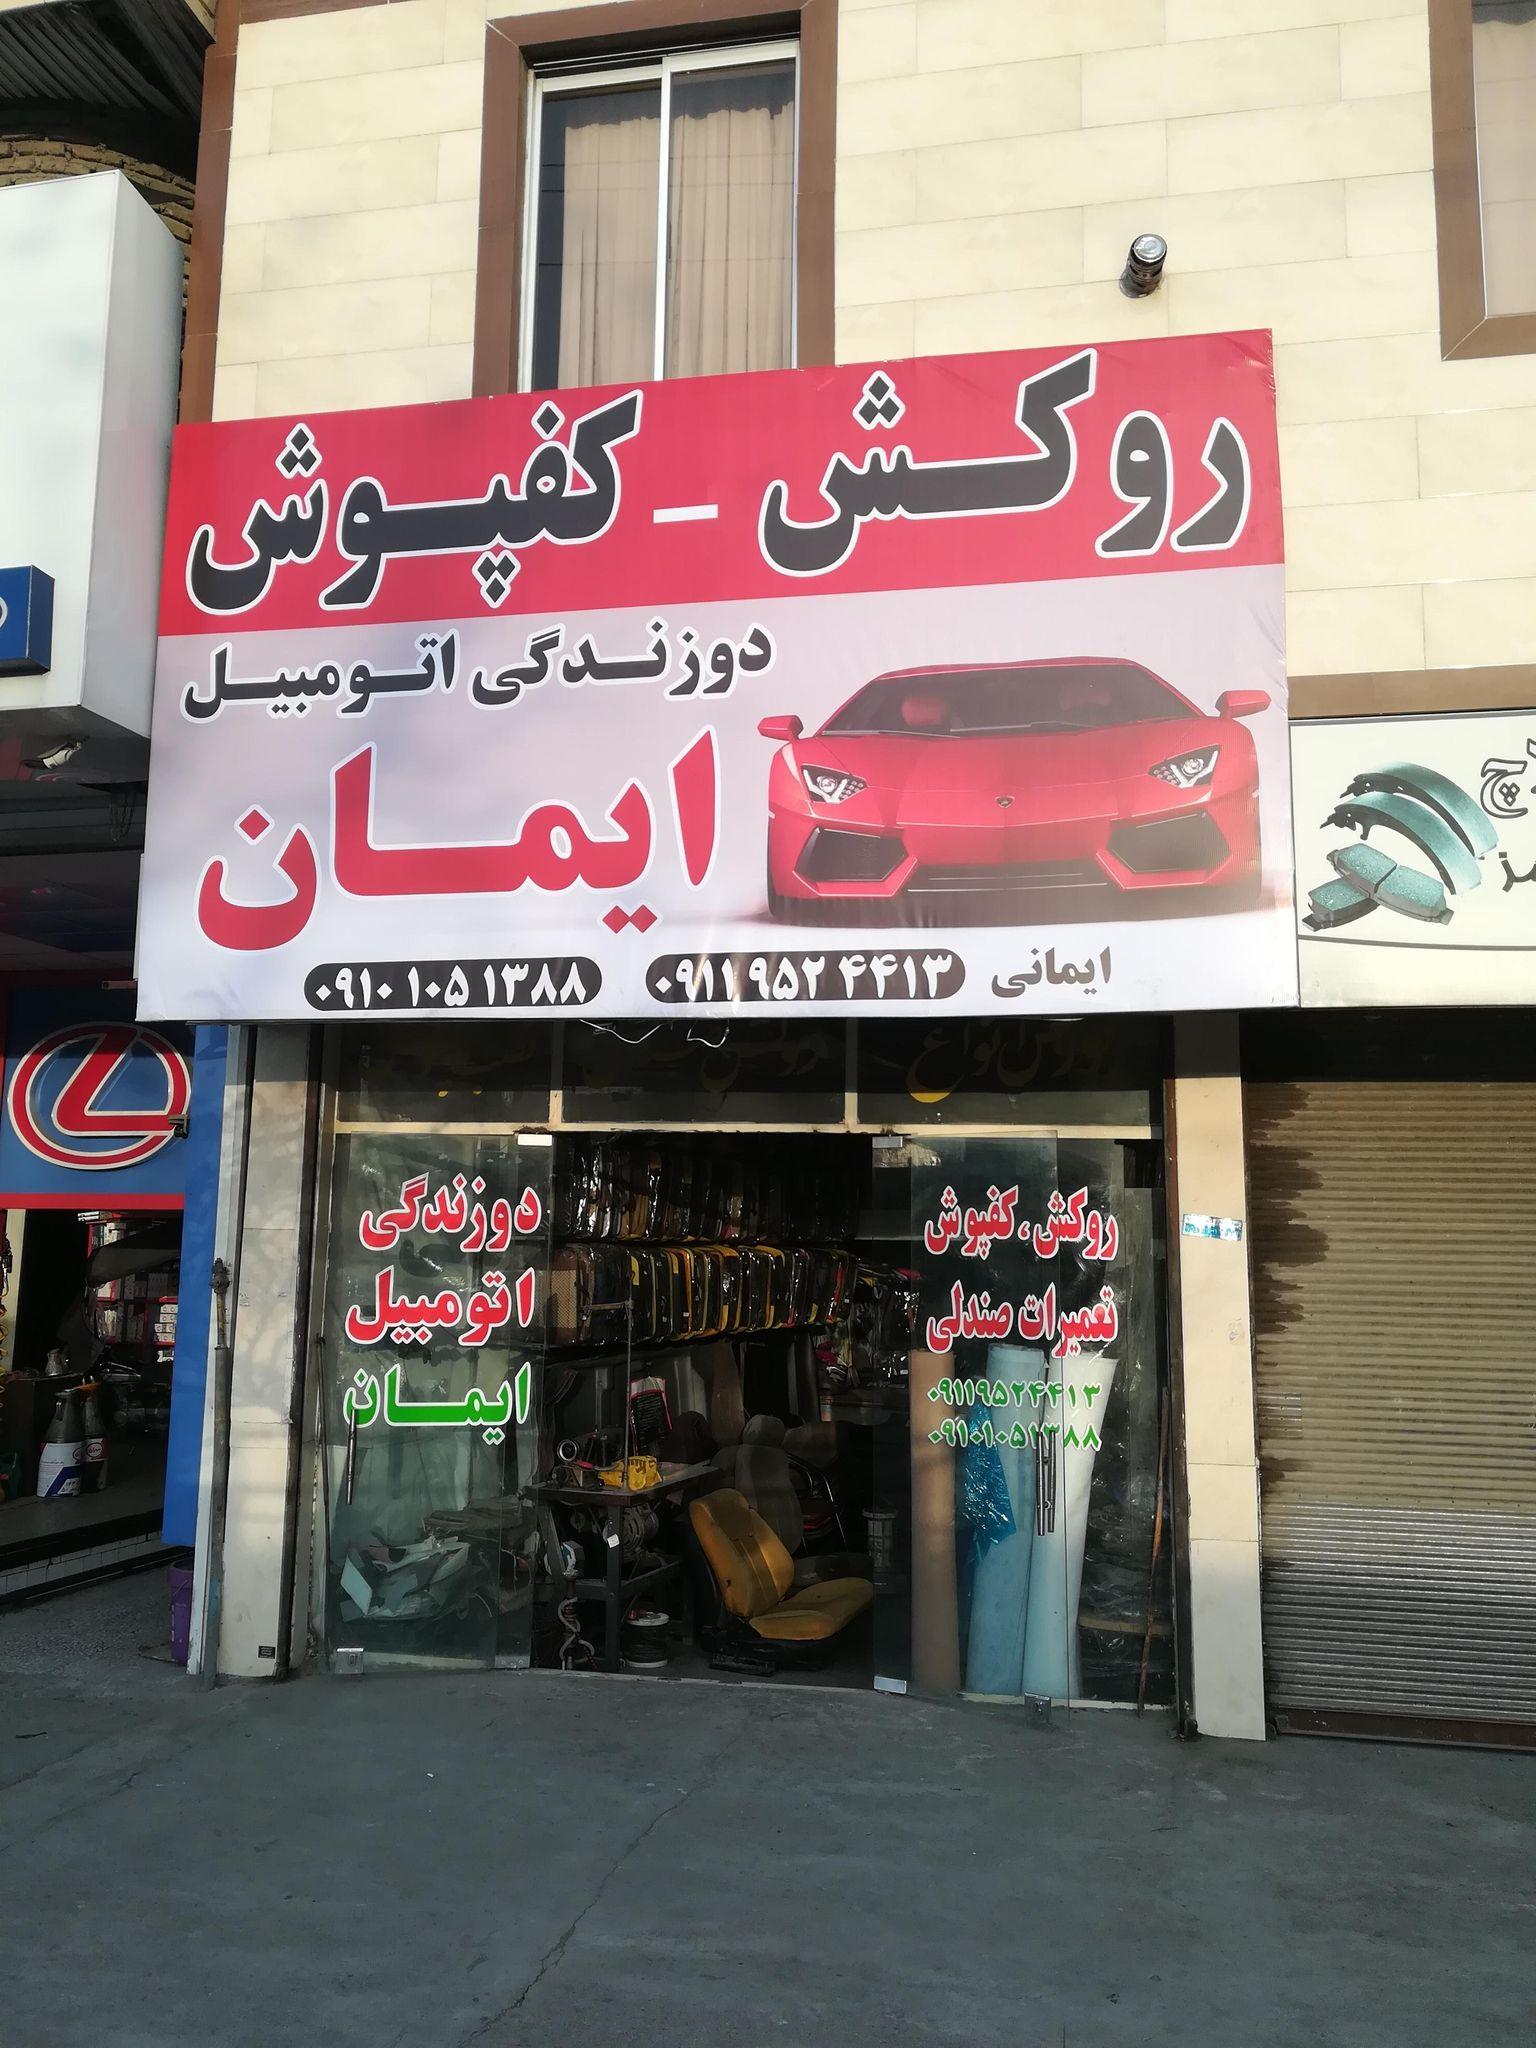 روکش - کفپوش
دوزندگی اتومبیل
ایمان
ایمانی ۰۹۱۱ ۹۵۲ ۴۴۱۳ ۰۹۱۰ ۱۰۵ ۱۳۸۸
دوزندگی
اتومبیل
ایمان
روکش ، کفپوش
تعمیرات صندلی
۰۹۱۱۹۵۲۴۴۱۳
۰۹۱۰۱۰۵۱۳۸۸